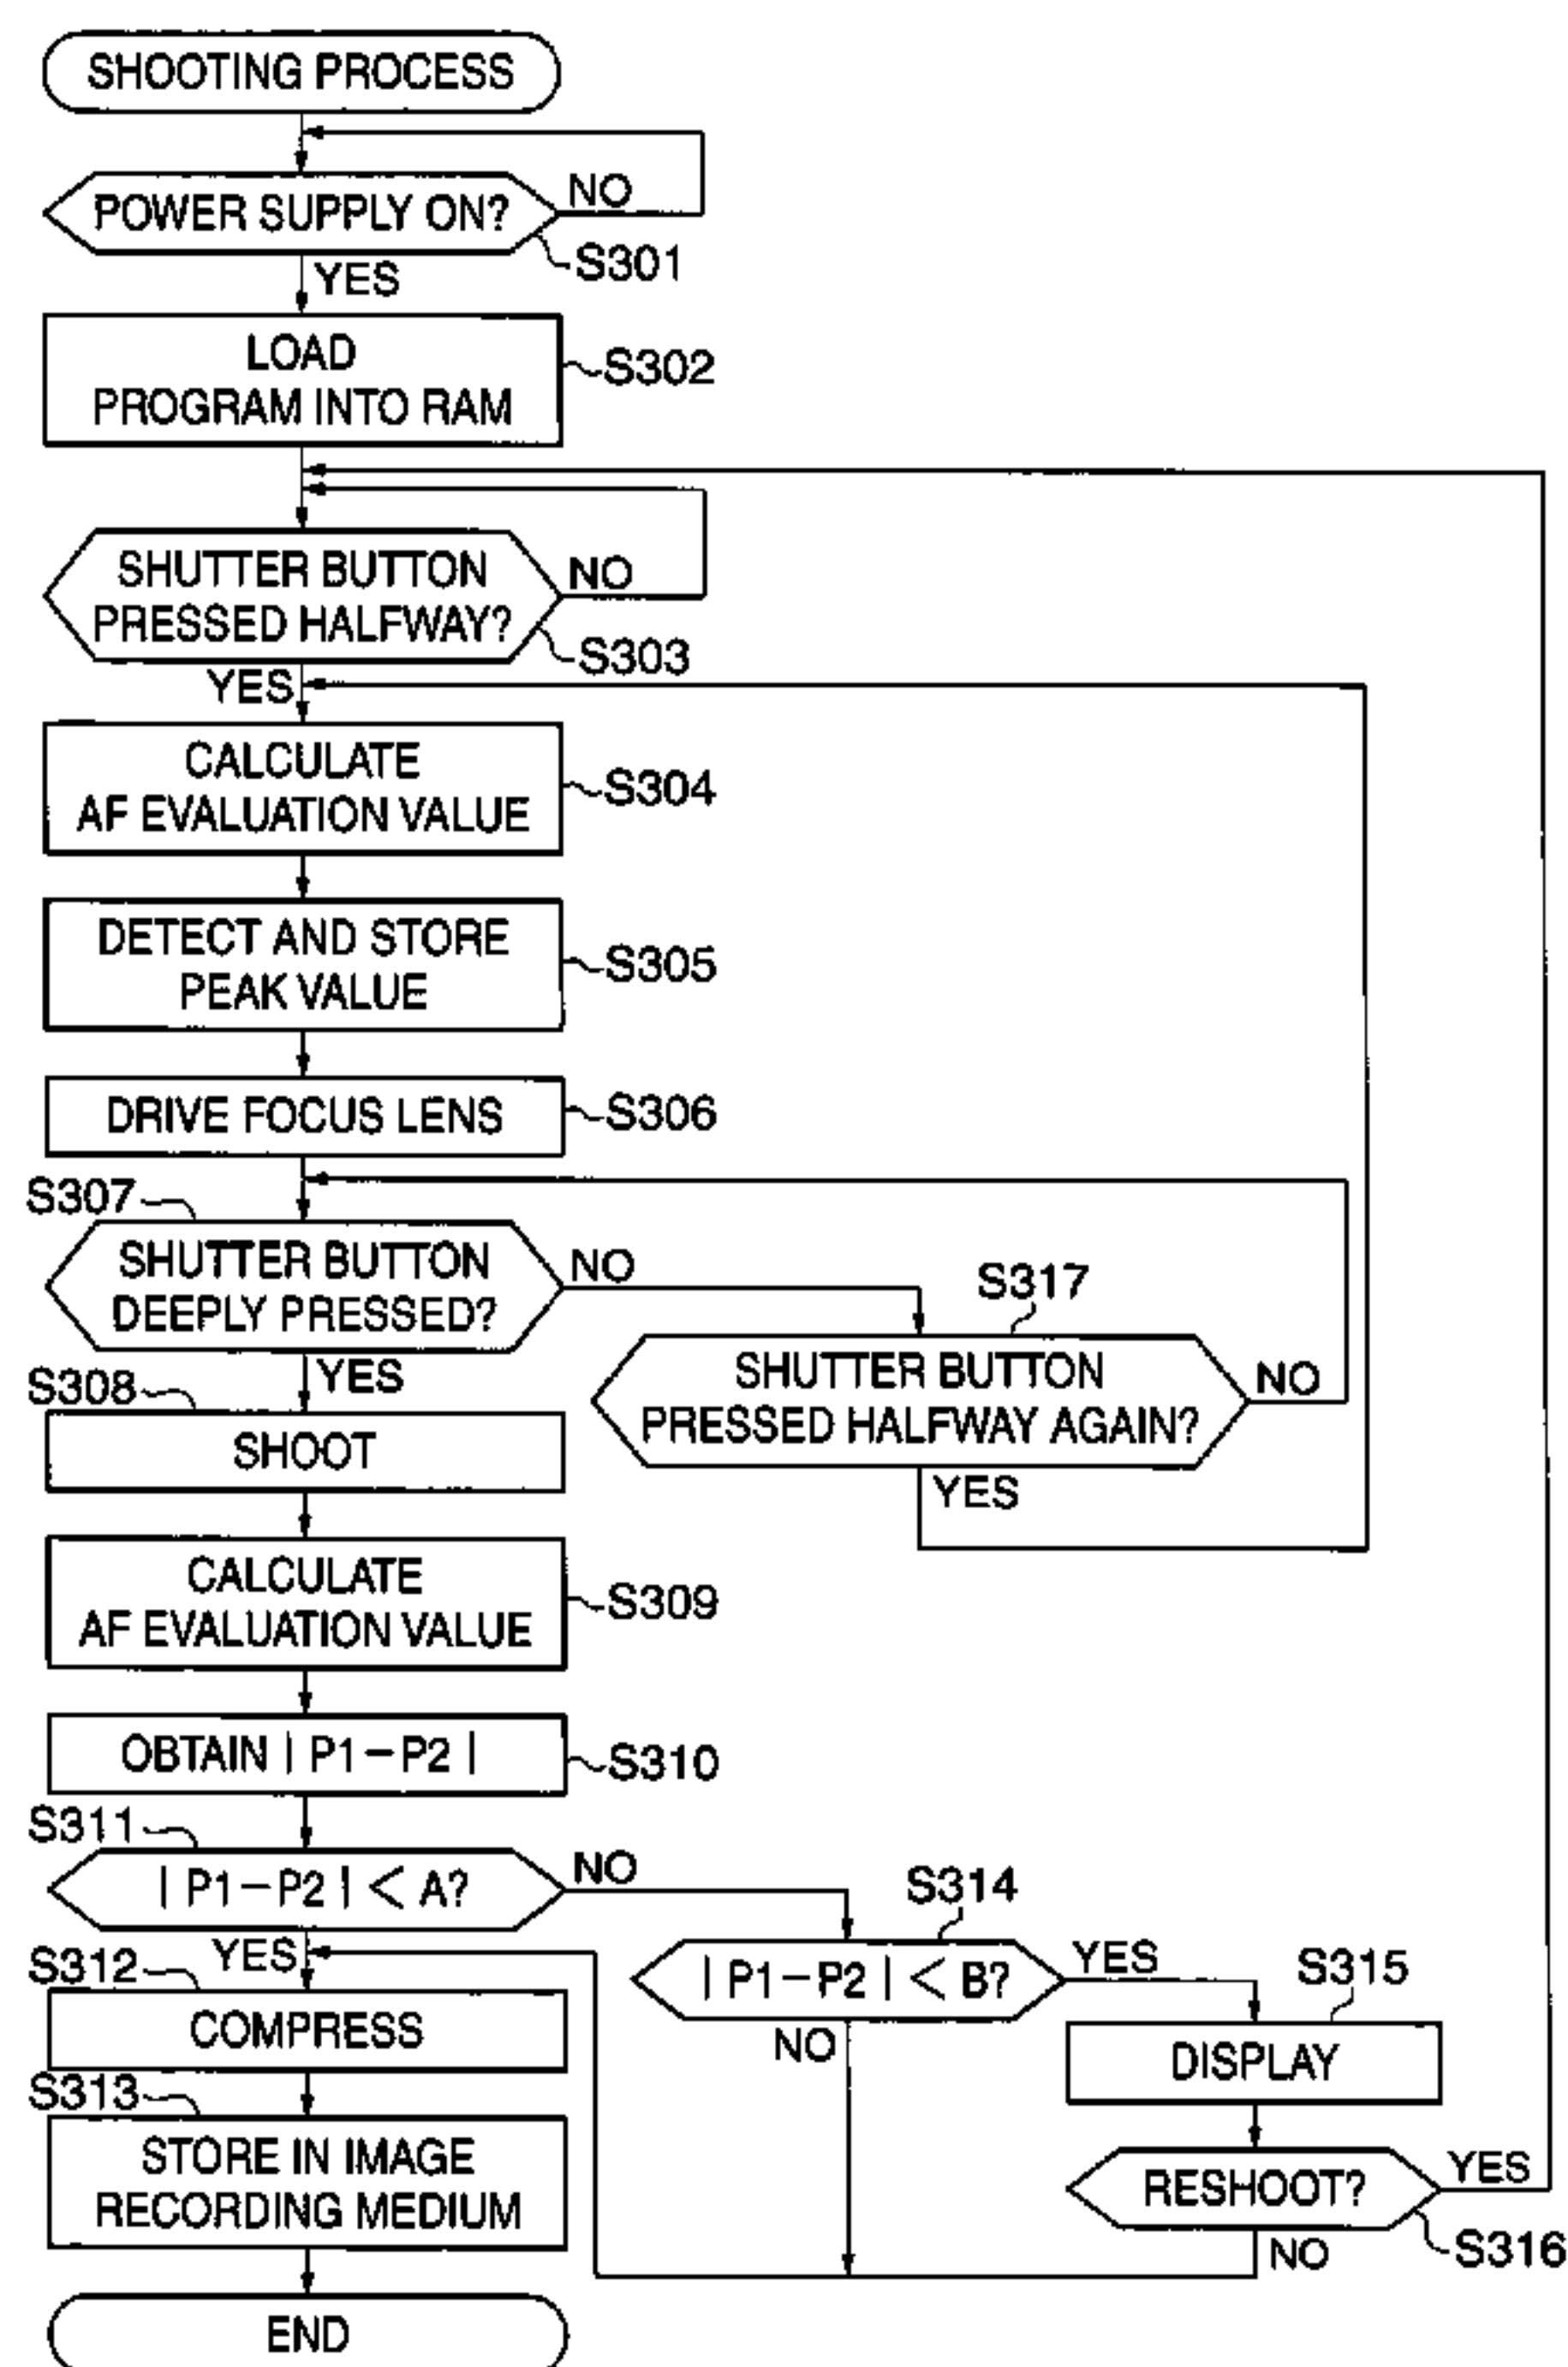 SHOOTING PROCESS
POWER SUPPLY ON?
NO
S301
YES
LOAD
PROGRAM INTO RAM
S302
SHUTTER BUTTON
PRESSED HALFWAY?
NO
S303
YES
CALCULATE
AF EVALUATION VALUE
S304
DETECT AND STORE
PEAK VALUE
S305
DRIVE FOCUS LENS
S306
S307
SHUTTER BUTTON
DEEPLY PRESSED?
NO
YES
S317
SHUTTER BUTTON
PRESSED HALFWAY AGAIN?
NO
YES
S308
SHOOT
CALCULATE
AF EVALUATION VALUE
S309
OBTAIN | P1－P2 |
S310
S311
| P1－P2 | < A?
NO
YES
S314
| P1－P2 | < B?
YES
NO
S315
DISPLAY
RESHOOT?
YES
S316
NO
S312
COMPRESS
S313
STORE IN IMAGE
RECORDING MEDIUM
END